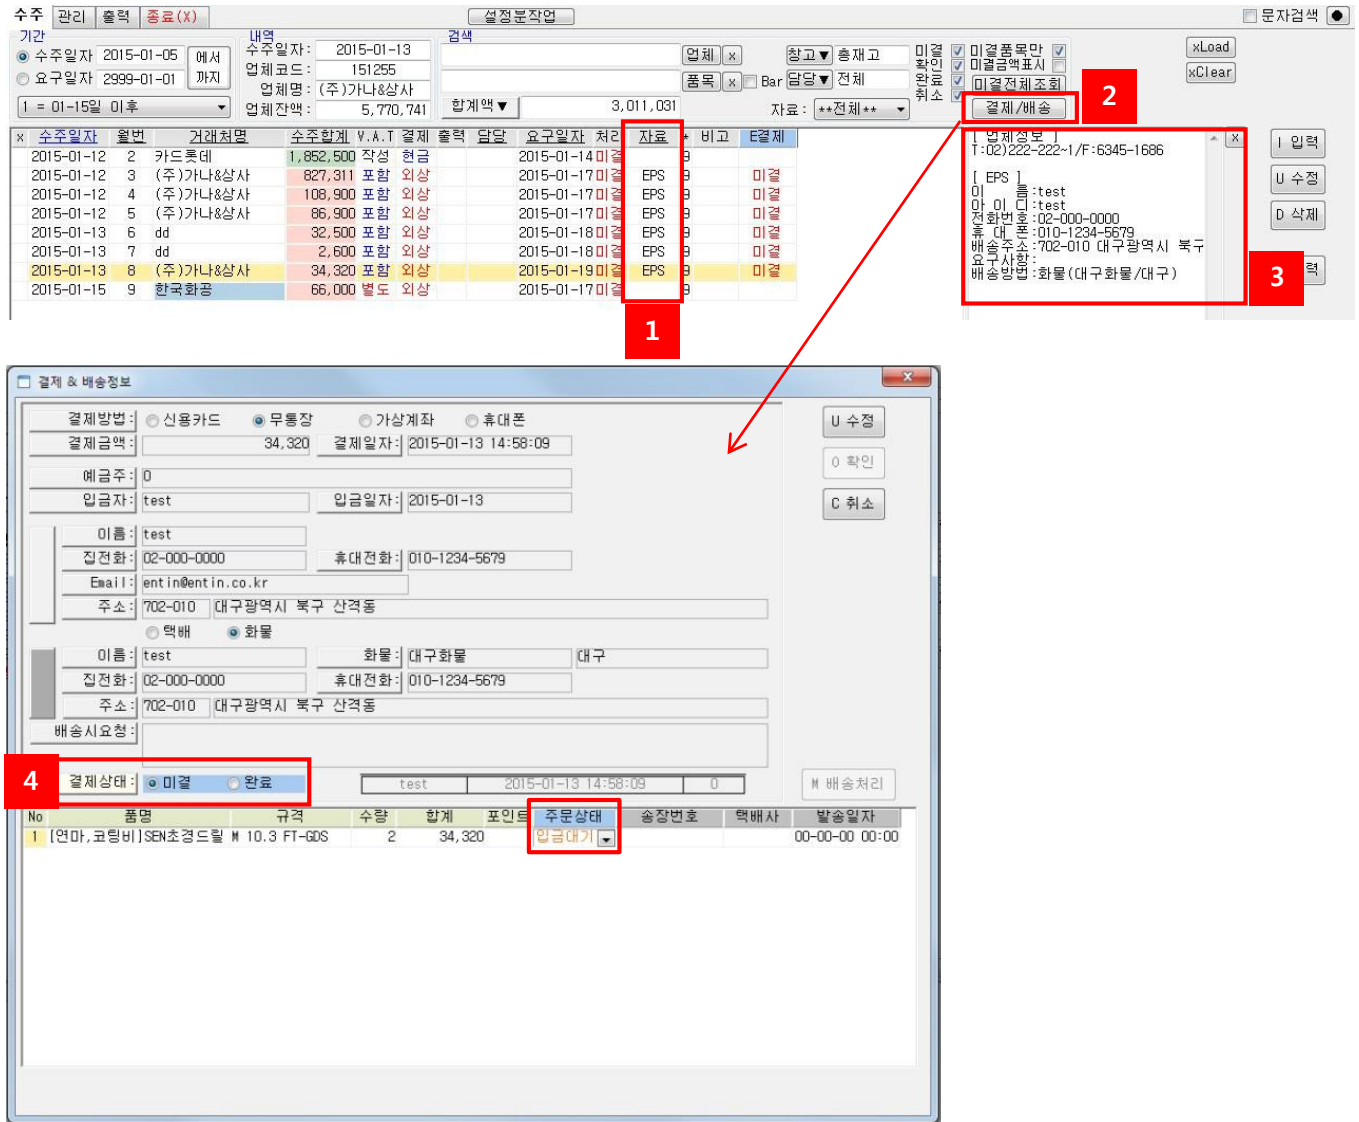 수주 관리 출력 종료(X) 설정분작업 문자검색
기간 내역 검색
수주일자 2015-01-05 에서 수주일자: 2015-01-13 업체 x 창고▼ 총재고 미결 미결품목만 xLoad
요구일자 2999-01-01 까지 업체코드: 151255 품목 x Bar 담당▼ 전체 확인 미결금액표시 xClear
업체명: (주)가나&상사 완료 미결전체조회 2
1 = 01-15일 이후 업체잔액: 5,770,741 합계액▼ 3,011,031 자료: **전체** 취소 결제/배송
x 수주일자 월번 거래처명 수주합계 V.A.T 결제 출력 담당 요구일자 처리 자료 * 비고 E결제
2015-01-12 2 카드롯데 1,852,500 작성 현금 2015-01-14 미결 9
2015-01-12 3 (주)가나&상사 827,311 포함 외상 2015-01-17 미결 EPS 9 미결
2015-01-12 4 (주)가나&상사 108,900 포함 외상 2015-01-17 미결 EPS 9 미결
2015-01-12 5 (주)가나&상사 86,900 포함 외상 2015-01-17 미결 EPS 9 미결
2015-01-13 6 dd 32,500 포함 외상 2015-01-18 미결 EPS 9 미결
2015-01-13 7 dd 2,600 포함 외상 2015-01-18 미결 EPS 9 미결
2015-01-13 8 (주)가나&상사 34,320 포함 외상 2015-01-19 미결 EPS 9 미결
2015-01-15 9 한국화공 66,000 별도 외상 2015-01-17 미결 9
1
[ 업체정보 ] x
T:02)222-222~1/F:6345-1686
[ EPS ]
이 름:test
아 이 디:test
전화번호:02-000-0000
휴 대 폰:010-1234-5679
배송주소:702-010 대구광역시 북구
요구사항:
배송방법:화물(대구화물/대구)
3
I 입력
U 수정
D 삭제
력
결제 & 배송정보
결제방법: 신용카드 무통장 가상계좌 휴대폰 U 수정
결제금액: 34,320 결제일자: 2015-01-13 14:58:09
O 확인
예금주: 0
입금자: test 입금일자: 2015-01-13 C 취소
이름: test
집전화: 02-000-0000 휴대전화: 010-1234-5679
Email: entin@entin.co.kr
주소: 702-010 대구광역시 북구 산격동
택배 화물
이름: test 화물: 대구화물 대구
집전화: 02-000-0000 휴대전화: 010-1234-5679
주소: 702-010 대구광역시 북구 산격동
배송시요청:
4 결제상태: 미결 완료 test 2015-01-13 14:58:09 0 M 배송처리
No 품명 규격 수량 합계 포인트 주문상태 송장번호 택배사 발송일자
1 [연마,코팅비]SEN초경드릴 M 10.3 FT-GDS 2 34,320 입금대기 00-00-00 00:00